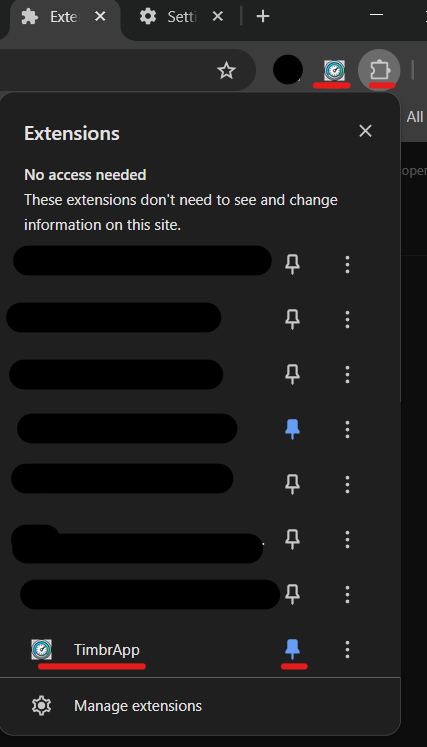 Exte
Setti
All
Extensions
No access needed
These extensions don't need to see and change
information on this site.
TimbrApp
Manage extensions